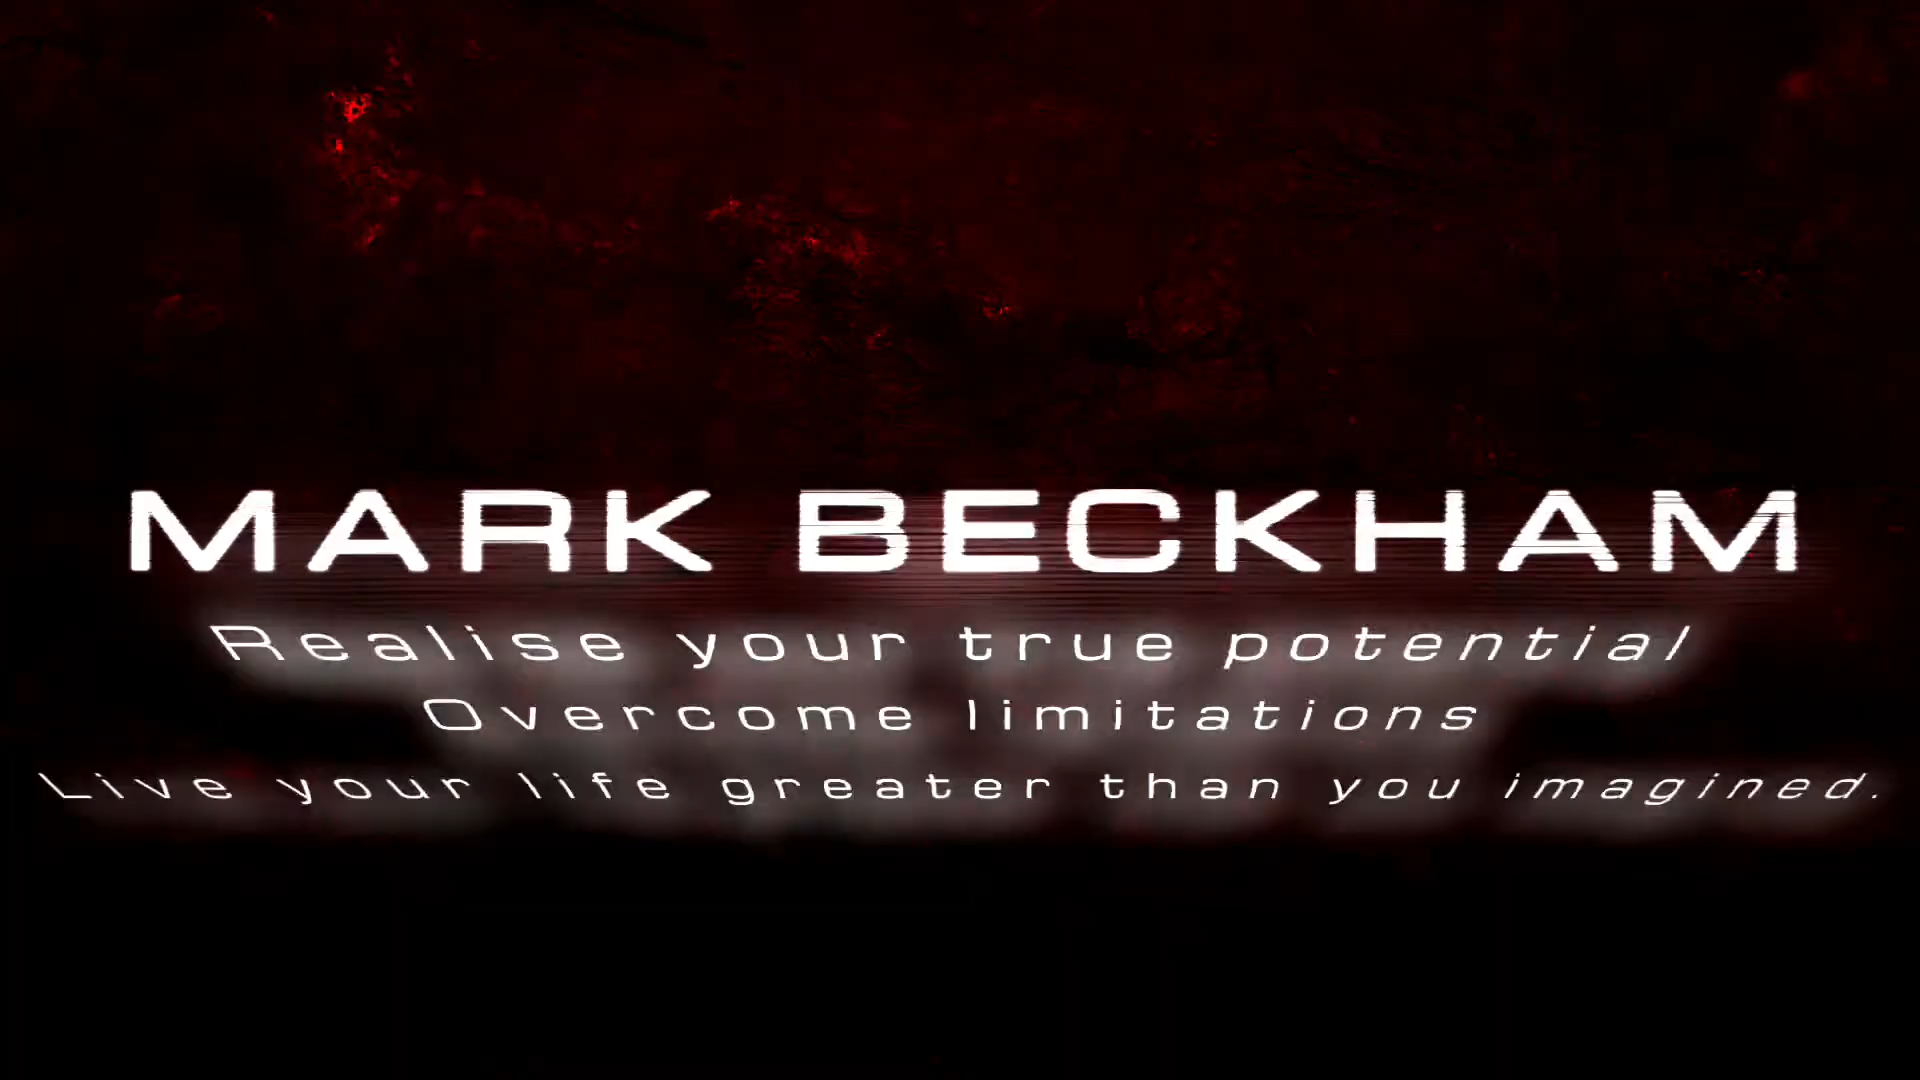 MARK BECKHAM
Realise your true potential
Overcome limitations
Live your life greater than you imagined.